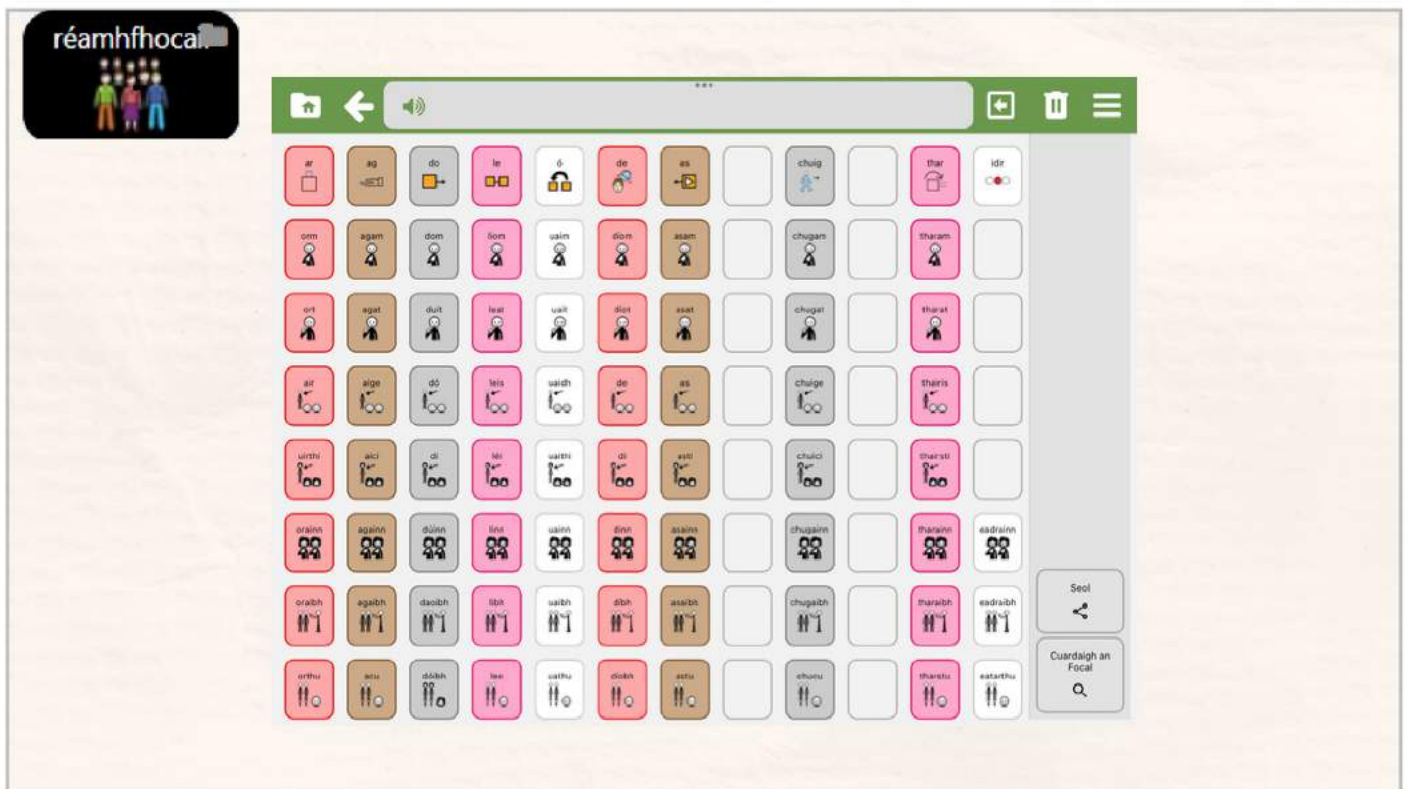 réamhfhocail
ar ag do le ó de as chuig thar idir
orm agam dom liom uaim díom asam chugam tharam
ort agat duit leat uait díot asat chugat tharat
air aige dó leis uaidh de as chuige thairis
uirthi aici di léi uaithi di aisti chuici thairsti
orainn againn dúinn linn uainn dínn asainn chugainn tharainn eadrainn
oraibh agaibh daoibh libh uaibh díbh asaibh chugaibh tharaibh eadraibh
orthu acu dóibh leo uathu díobh astu chucu tharstu eatarthu
Seol
Cuardaigh an
Focal